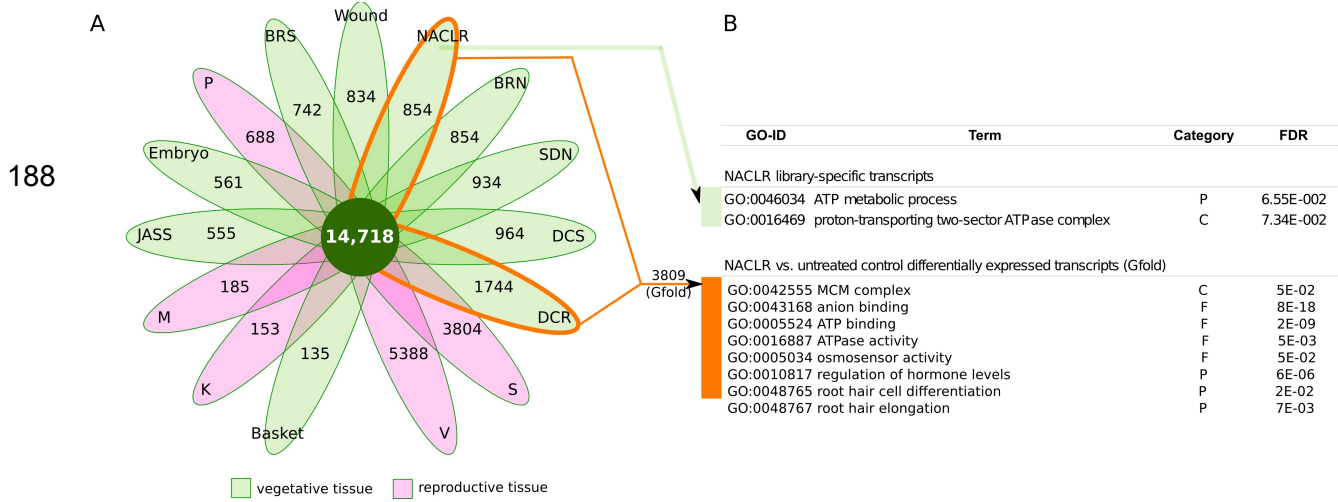 A
B
188
Wound
BRS
NACLR
P
BRN
834
742
854
688
854
Embryo
SDN
561
934
JASS
555
14,718
964
DCS
185
1744
M
DCR
153
3804
135
5388
K
S
Basket
V
vegetative tissue
reproductive tissue
3809
(Gfold)
GO-ID Term Category FDR
NACLR library-specific transcripts
GO:0046034 ATP metabolic process P 6.55E-002
GO:0016469 proton-transporting two-sector ATPase complex C 7.34E-002
NACLR vs. untreated control differentially expressed transcripts (Gfold)
GO:0042555 MCM complex C 5E-02
GO:0043168 anion binding F 8E-18
GO:0005524 ATP binding F 2E-09
GO:0016887 ATPase activity F 5E-03
GO:0005034 osmosensor activity F 5E-02
GO:0010817 regulation of hormone levels P 6E-06
GO:0048765 root hair cell differentiation P 2E-02
GO:0048767 root hair elongation P 7E-03